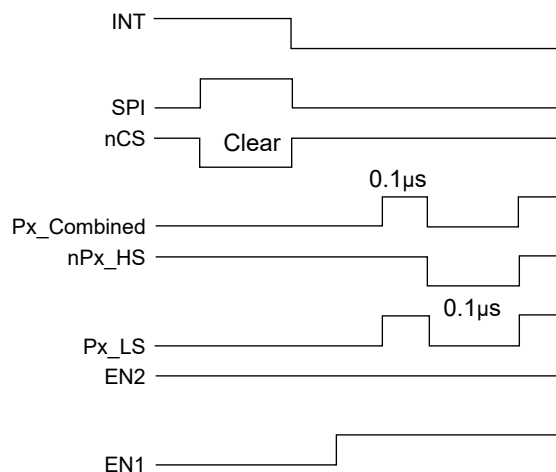 INT
SPI
nCS
Clear
0.1µs
Px_Combined
nPx_HS
0.1µs
Px_LS
EN2
EN1